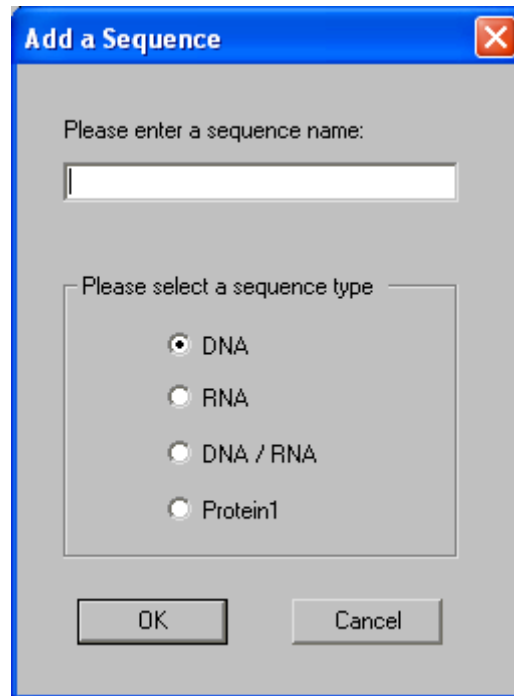 Add a Sequence
Please enter a sequence name:
Please select a sequence type
DNA
RNA
DNA / RNA
Protein1
OK Cancel